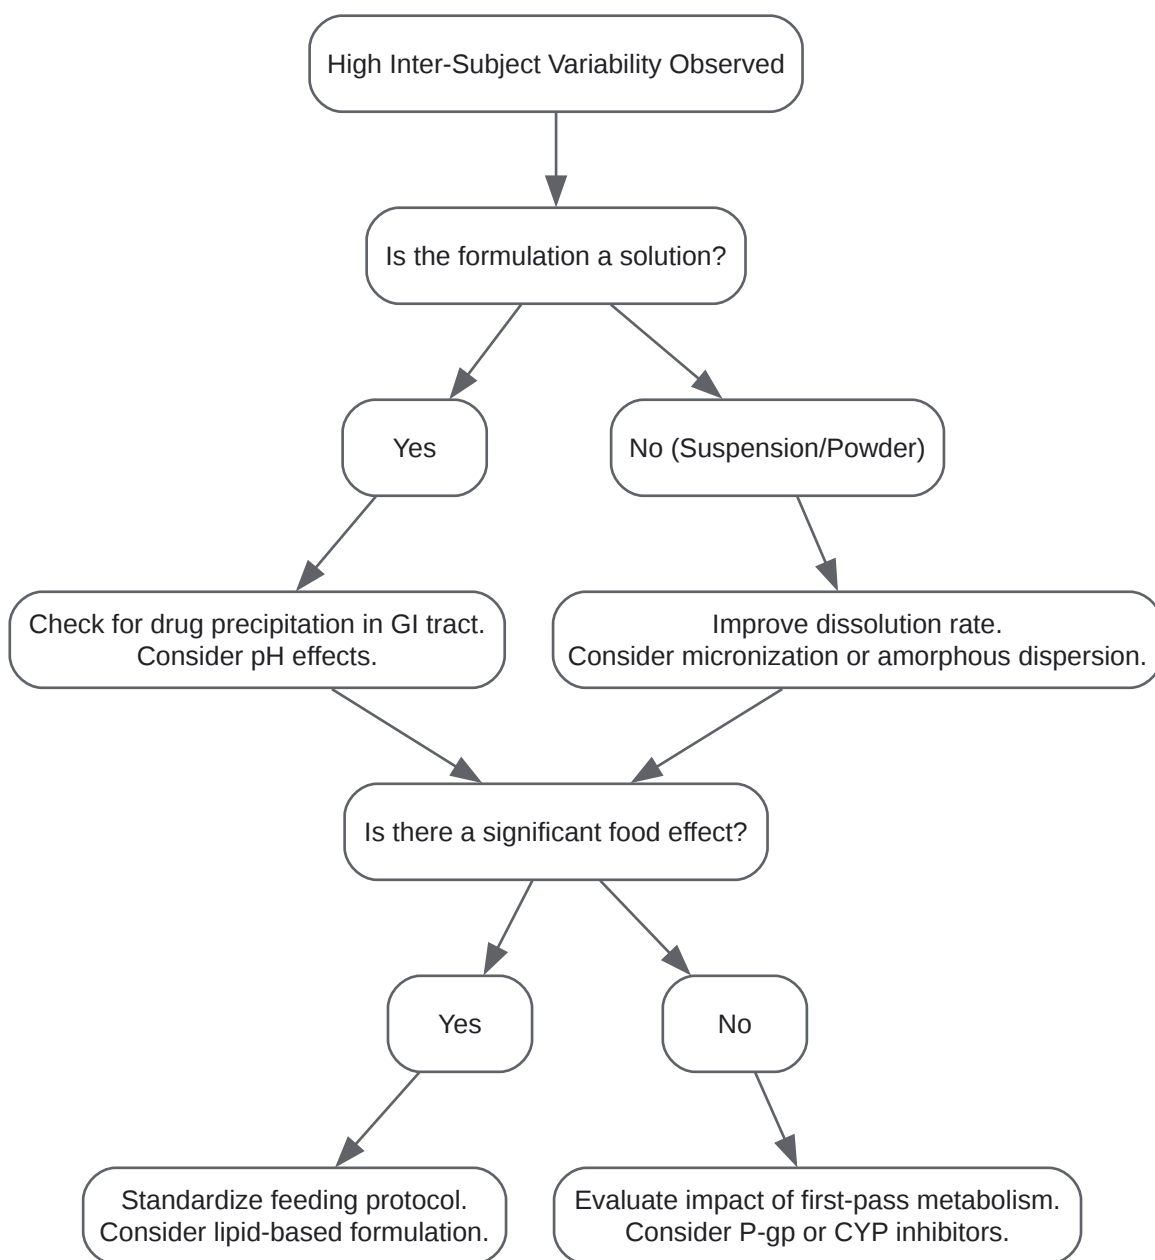 High Inter-Subject Variability Observed
Is the formulation a solution?
Yes
No (Suspension/Powder)
Check for drug precipitation in GI tract.
Consider pH effects.
Improve dissolution rate.
Consider micronization or amorphous dispersion.
Is there a significant food effect?
Yes
No
Standardize feeding protocol.
Consider lipid-based formulation.
Evaluate impact of first-pass metabolism.
Consider P-gp or CYP inhibitors.